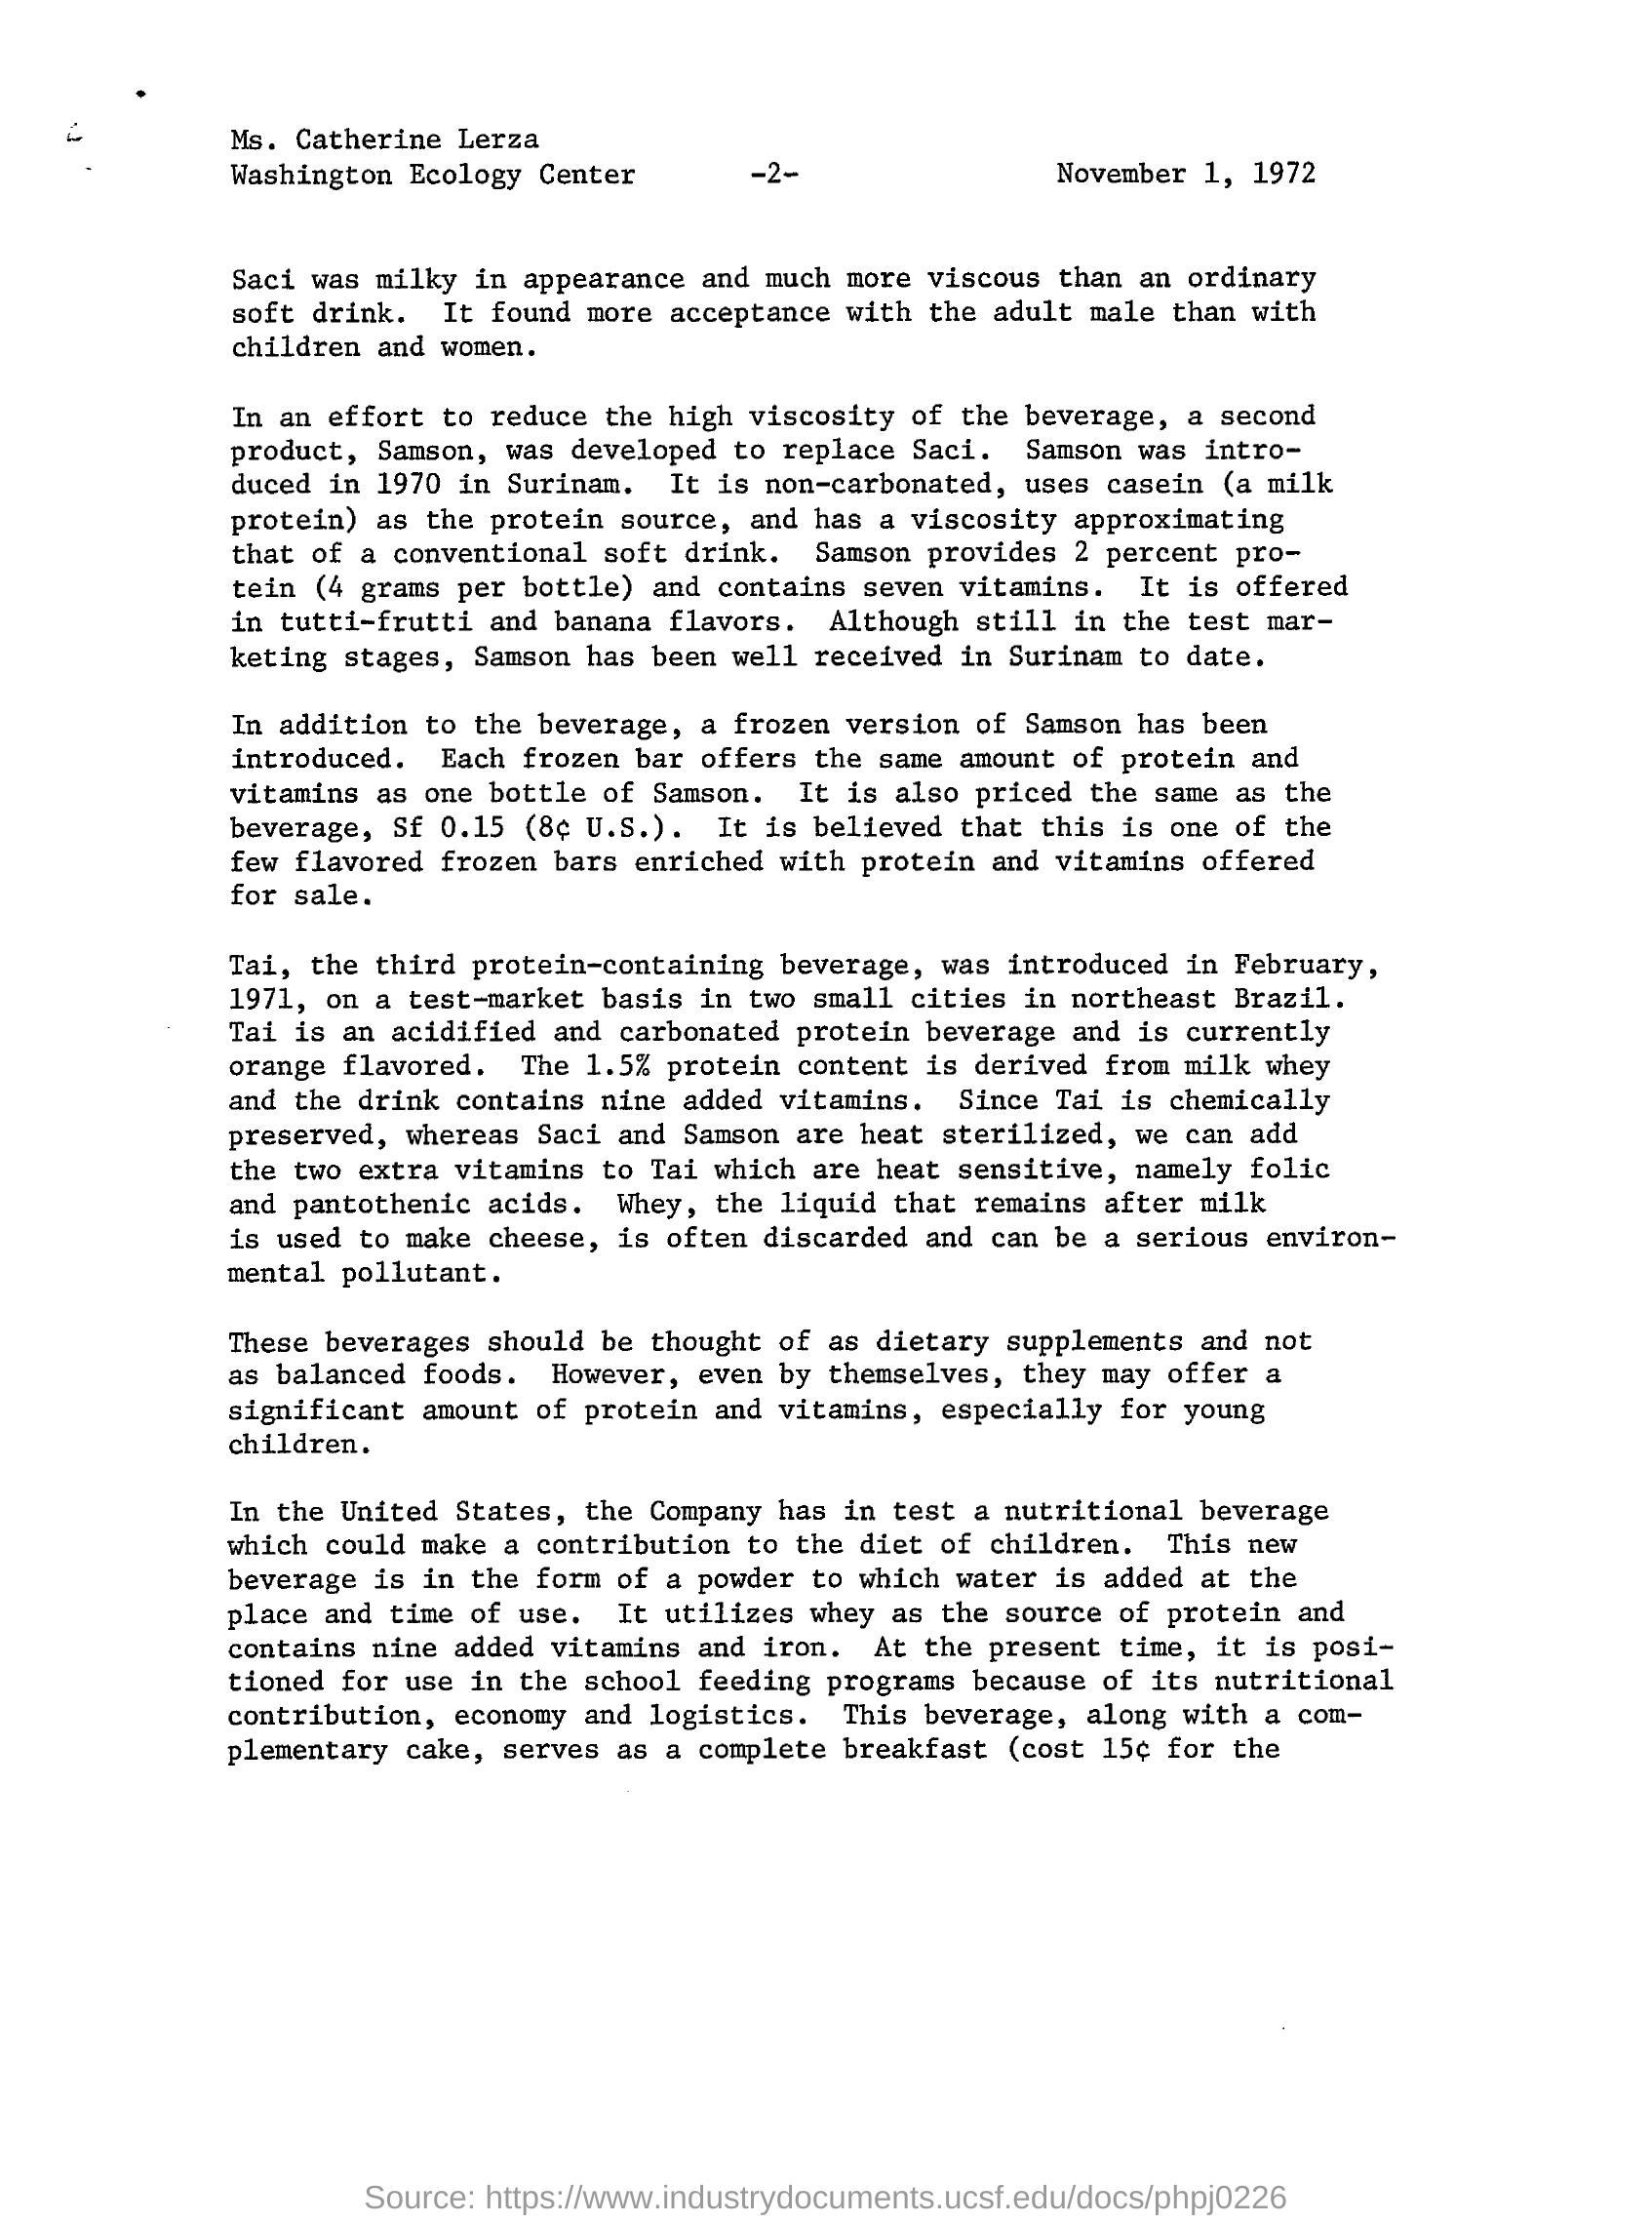 Ms. Catherine Lerza
Washington Ecology Center -2- November 1, 1972
Saci was milky in appearance and much more viscous than an ordinary
soft drink. It found more acceptance with the adult male than with
children and women.
In an effort to reduce the high viscosity of the beverage, a second
product, Samson, was developed to replace Saci. Samson was intro-
duced in 1970 in Surinam. It is non-carbonated, uses casein (a milk
protein) as the protein source, and has a viscosity approximating
that of a conventional soft drink. Samson provides 2 percent pro-
tein (4 grams per bottle) and contains seven vitamins. It is offered
in tutti-frutti and banana flavors. Although still in the test mar-
keting stages, Samson has been well received in Surinam to date.
In addition to the beverage, a frozen version of Samson has been
introduced. Each frozen bar offers the same amount of protein and
vitamins as one bottle of Samson. It is also priced the same as the
beverage, Sf 0.15 (8¢ U.S.). It is believed that this is one of the
few flavored frozen bars enriched with protein and vitamins offered
for sale.
Tai, the third protein-containing beverage, was introduced in February,
1971, on a test-market basis in two small cities in northeast Brazil.
Tai is an acidified and carbonated protein beverage and is currently
orange flavored. The 1.5% protein content is derived from milk whey
and the drink contains nine added vitamins. Since Tai is chemically
preserved, whereas Saci and Samson are heat sterilized, we can add
the two extra vitamins to Tai which are heat sensitive, namely folic
and pantothenic acids. Whey, the liquid that remains after milk
is used to make cheese, is often discarded and can be a serious environ-
mental pollutant.
These beverages should be thought of as dietary supplements and not
as balanced foods. However, even by themselves, they may offer a
significant amount of protein and vitamins, especially for young
children.
In the United States, the Company has in test a nutritional beverage
which could make a contribution to the diet of children. This new
beverage is in the form of a powder to which water is added at the
place and time of use. It utilizes whey as the source of protein and
contains nine added vitamins and iron. At the present time, it is posi-
tioned for use in the school feeding programs because of its nutritional
contribution, economy and logistics. This beverage, along with a com-
plementary cake, serves as a complete breakfast (cost 15¢ for the
Source: https://www.industrydocuments.ucsf.edu/docs/phpj0226